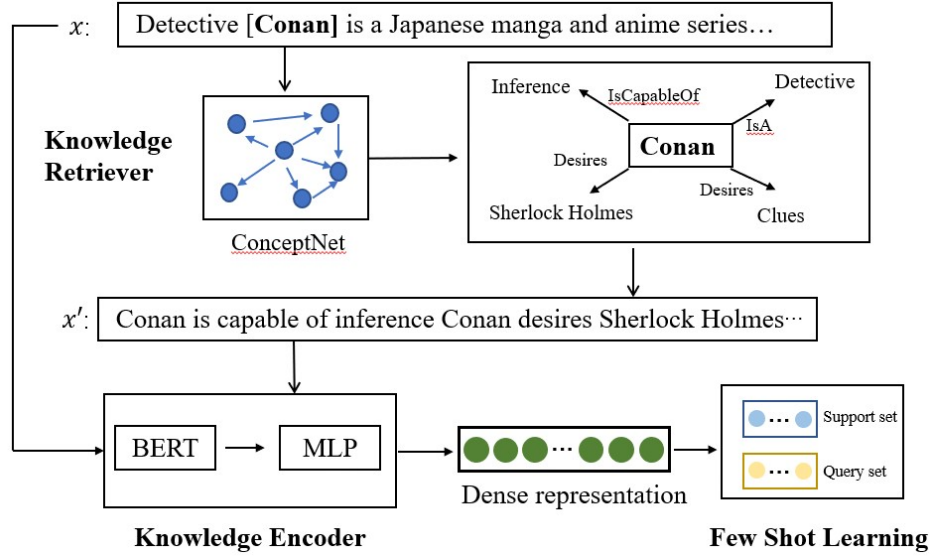 x: Detective [Conan] is a Japanese manga and anime series…
Knowledge
Retriever
ConceptNet
Inference
IsCapableOf
Detective
IsA
Conan
Desires
Desires
Sherlock Holmes
Clues
x′: Conan is capable of inference Conan desires Sherlock Holmes…
BERT
MLP
…
Dense representation
… Support set
… Query set
Knowledge Encoder
Few Shot Learning